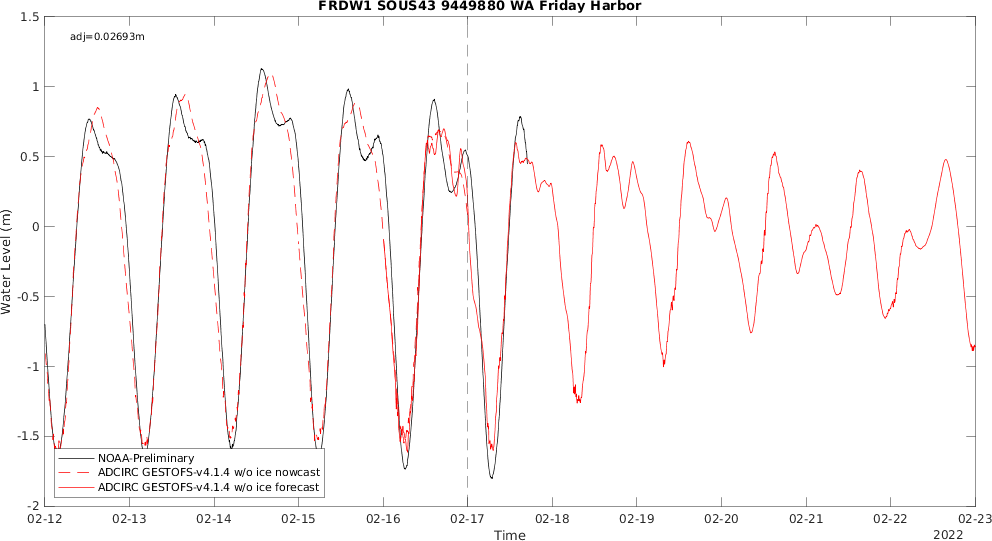 FRDW1 SOUS43 9449880 WA Friday Harbor
adj=0.02693m
1.5
1
0.5
0
-0.5
-1
-1.5
-2
Water Level (m)
NOAA-Preliminary
ADCIRC GESTOFS-v4.1.4 w/o ice nowcast
ADCIRC GESTOFS-v4.1.4 w/o ice forecast
02-12 02-13 02-14 02-15 02-16 02-17 02-18 02-19 02-20 02-21 02-22 02-23
Time
2022